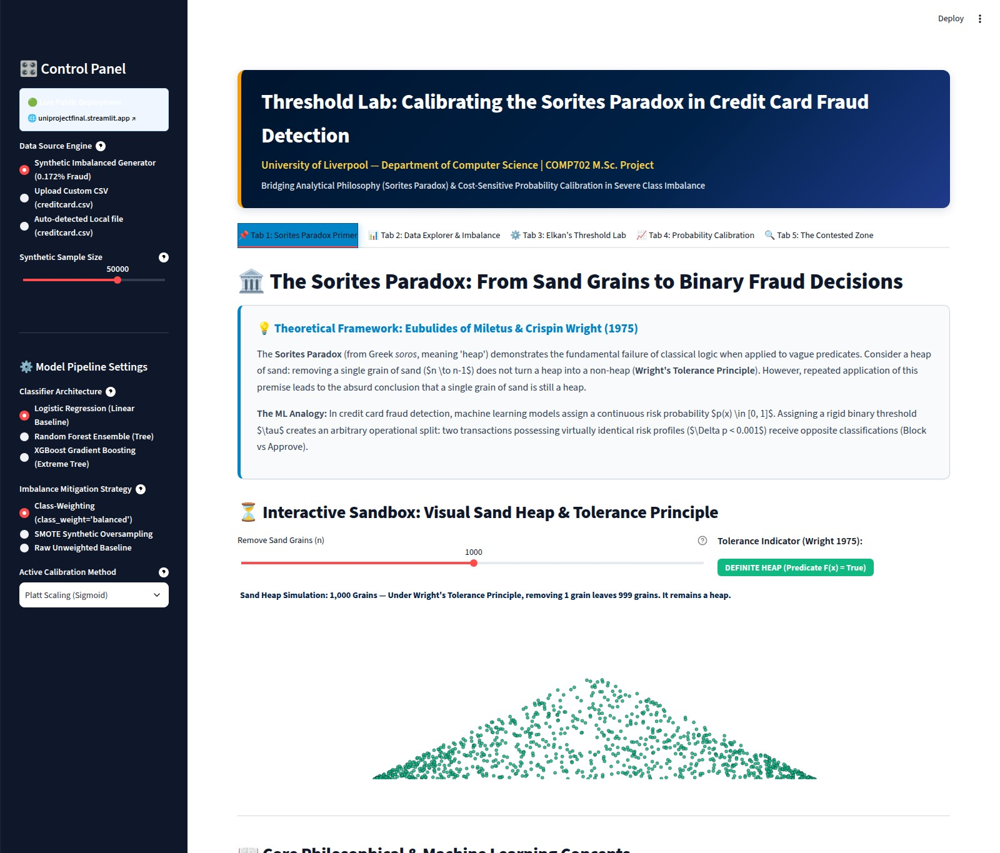 Deploy
🎛️ Control Panel
🟢 Live Public Deployment
🌐 uniprojectfinal.streamlit.app ↗
Data Source Engine
Synthetic Imbalanced Generator
(0.172% Fraud)
Upload Custom CSV
(creditcard.csv)
Auto-detected Local file
(creditcard.csv)
Synthetic Sample Size
50000
⚙️ Model Pipeline Settings
Classifier Architecture
Logistic Regression (Linear
Baseline)
Random Forest Ensemble (Tree)
XGBoost Gradient Boosting
(Extreme Tree)
Imbalance Mitigation Strategy
Class-Weighting
(class_weight='balanced')
SMOTE Synthetic Oversampling
Raw Unweighted Baseline
Active Calibration Method
Platt Scaling (Sigmoid)
Threshold Lab: Calibrating the Sorites Paradox in Credit Card Fraud
Detection
University of Liverpool — Department of Computer Science | COMP702 M.Sc. Project
Bridging Analytical Philosophy (Sorites Paradox) & Cost-Sensitive Probability Calibration in Severe Class Imbalance
📌 Tab 1: Sorites Paradox Primer 📊 Tab 2: Data Explorer & Imbalance ⚙️ Tab 3: Elkan's Threshold Lab 📈 Tab 4: Probability Calibration 🔍 Tab 5: The Contested Zone
🏛️ The Sorites Paradox: From Sand Grains to Binary Fraud Decisions
💡 Theoretical Framework: Eubulides of Miletus & Crispin Wright (1975)
The Sorites Paradox (from Greek soros, meaning 'heap') demonstrates the fundamental failure of classical logic when applied to vague predicates. Consider a heap
of sand: removing a single grain of sand ($n \to n-1$) does not turn a heap into a non-heap (Wright's Tolerance Principle). However, repeated application of this
premise leads to the absurd conclusion that a single grain of sand is still a heap.
The ML Analogy: In credit card fraud detection, machine learning models assign a continuous risk probability $p(x) \in [0, 1]$. Assigning a rigid binary threshold
$\tau$ creates an arbitrary operational split: two transactions possessing virtually identical risk profiles ($\Delta p < 0.001$) receive opposite classifications (Block
vs Approve).
⏳ Interactive Sandbox: Visual Sand Heap & Tolerance Principle
Remove Sand Grains (n)
1000
Tolerance Indicator (Wright 1975):
DEFINITE HEAP (Predicate F(x) = True)
Sand Heap Simulation: 1,000 Grains — Under Wright's Tolerance Principle, removing 1 grain leaves 999 grains. It remains a heap.
📖 Core Philosophical & Machine Learning Concepts